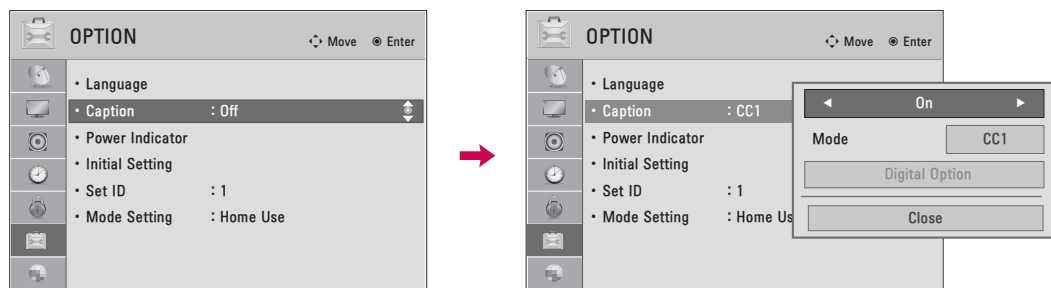 OPTION
Move Enter
• Language
• Caption : Off
• Power Indicator
• Initial Setting
• Set ID : 1
• Mode Setting : Home Use
OPTION
Move Enter
• Language
• Caption : CC1
• Power Indicator
• Initial Setting
• Set ID : 1
• Mode Setting : Home Us
On
Mode CC1
Digital Option
Close